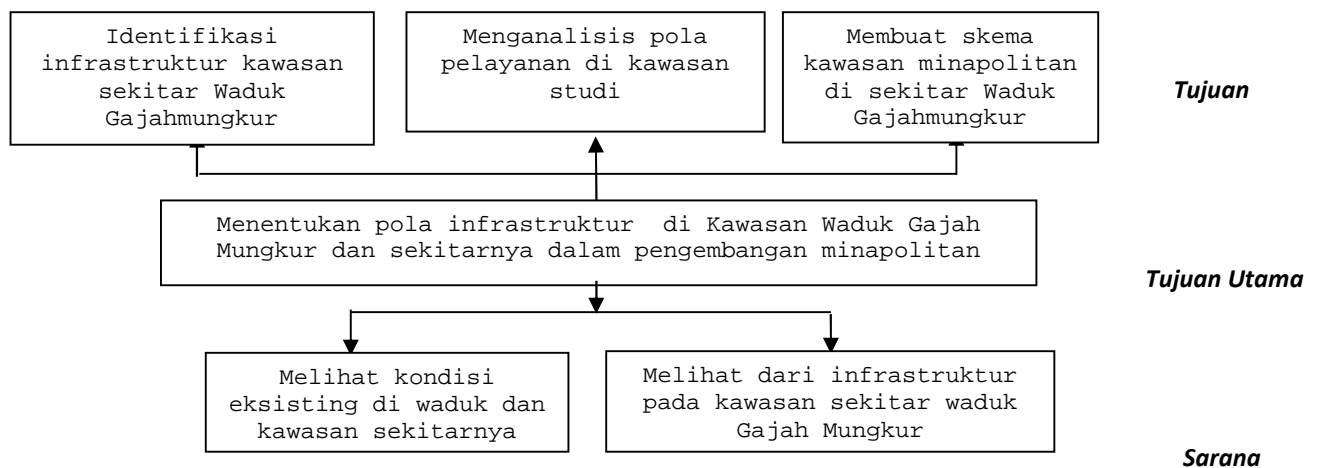 Identifikasi
infrastruktur kawasan
sekitar Waduk
Gajahmungkur
Menganalisis pola
pelayanan di kawasan
studi
Membuat skema
kawasan minapolitan
di sekitar Waduk
Gajahmungkur
Tujuan
Menentukan pola infrastruktur di Kawasan Waduk Gajah
Mungkur dan sekitarnya dalam pengembangan minapolitan
Tujuan Utama
Melihat kondisi
eksisting di waduk dan
kawasan sekitarnya
Melihat dari infrastruktur
pada kawasan sekitar waduk
Gajah Mungkur
Sarana